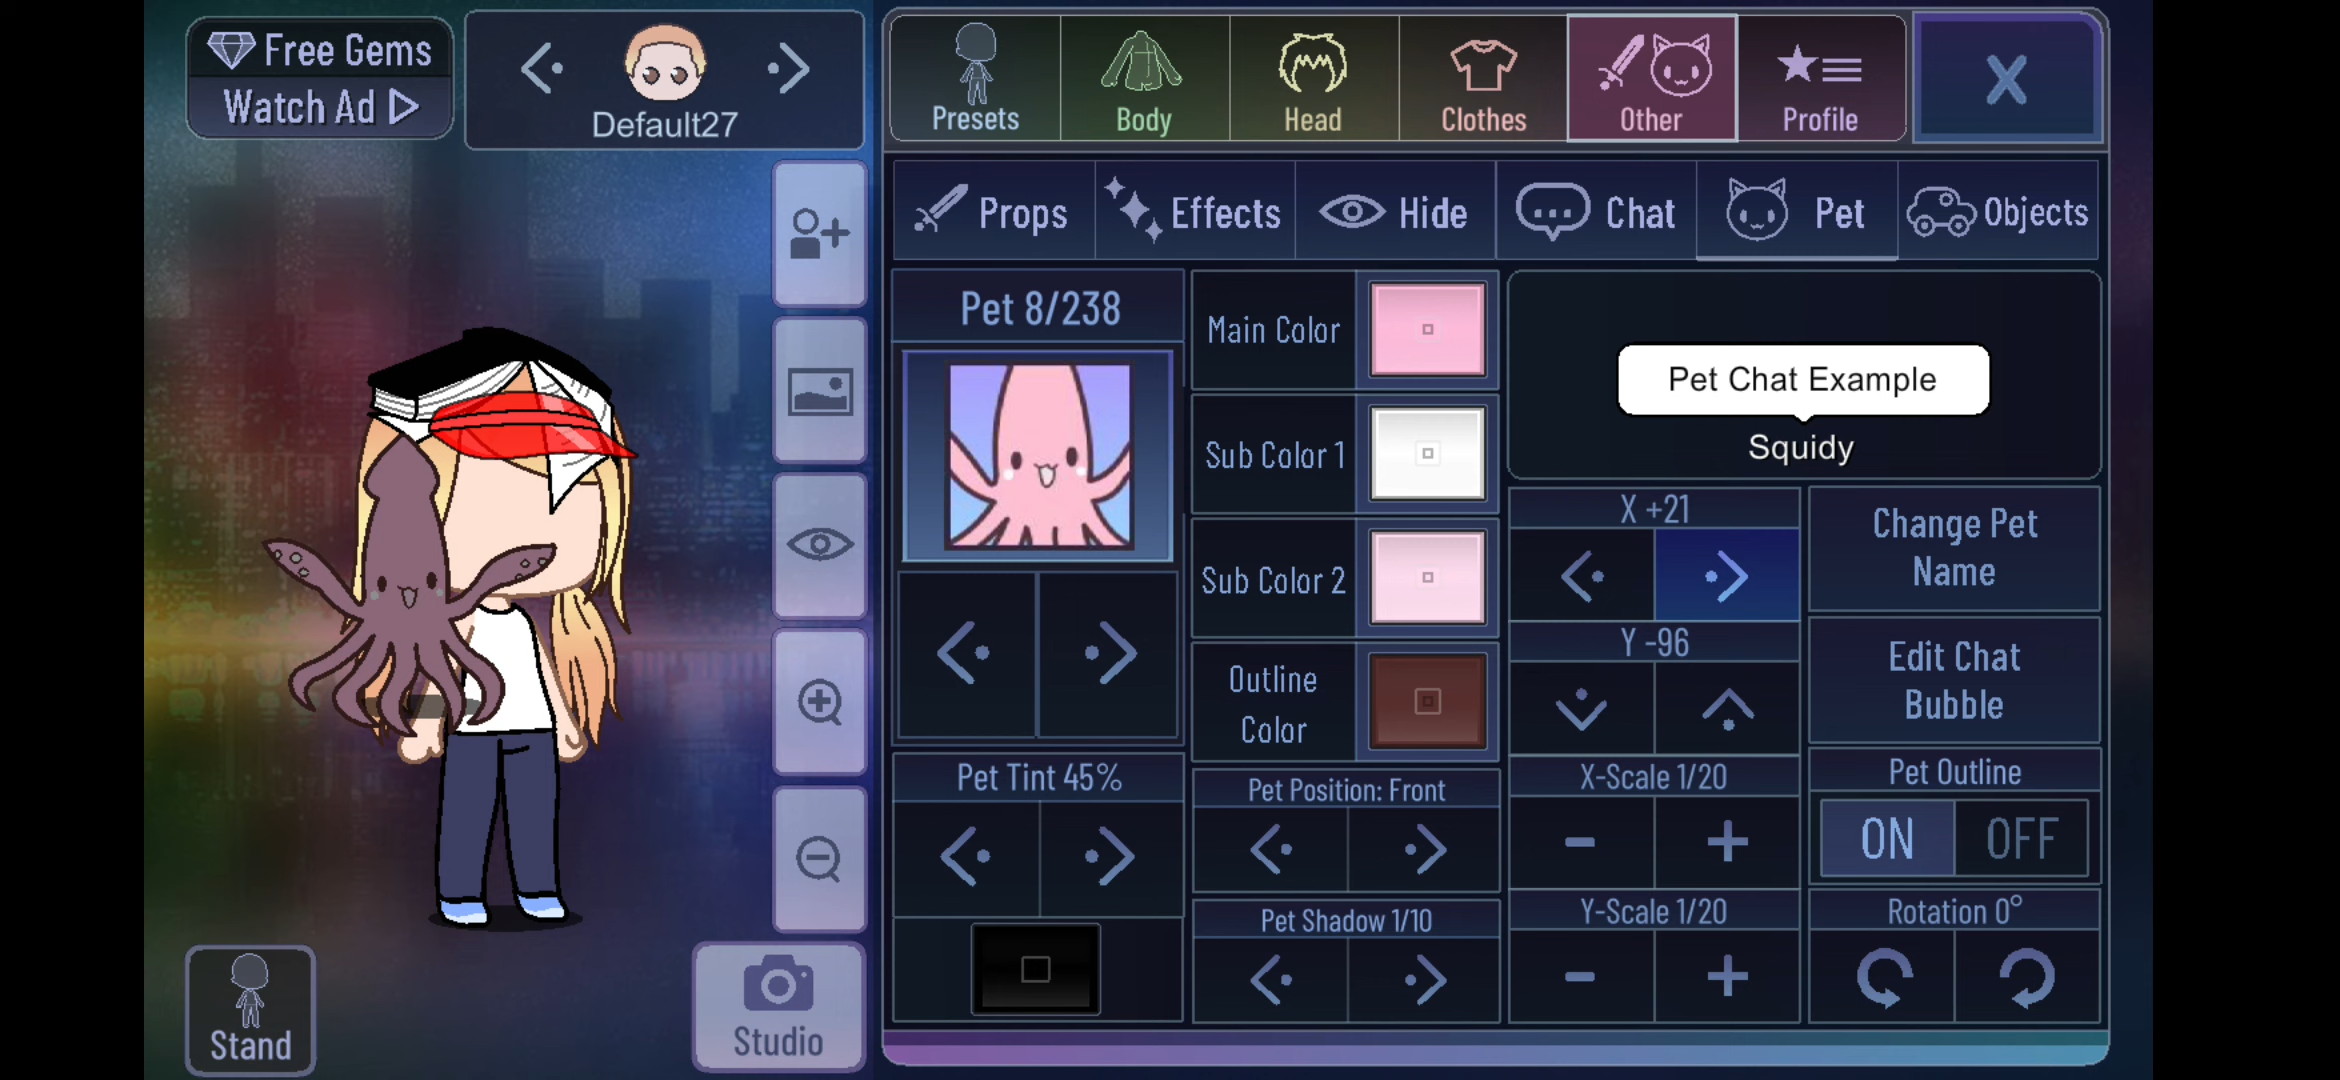 Free Gems
Watch Ad
Default27
Presets
Body
Head
Clothes
Other
Profile
X
Props
Effects
Hide
Chat
Pet
Objects
Pet 8/238
Main Color
Sub Color 1
Sub Color 2
Outline
Color
Pet Chat Example
Squidy
X +21
Y -96
Change Pet
Name
Edit Chat
Bubble
Pet Tint 45%
Pet Position: Front
Pet Shadow 1/10
X-Scale 1/20
Y-Scale 1/20
Pet Outline
ON OFF
Rotation 0°
Stand
Studio